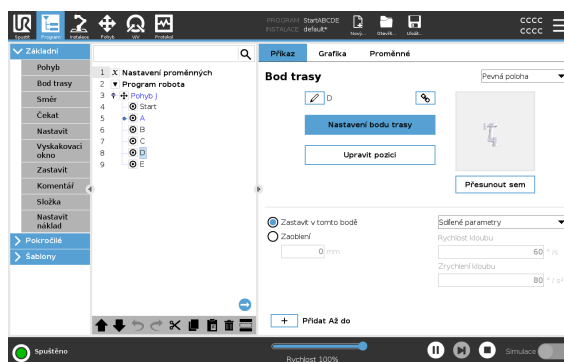 UR
Spustit Program Instalace Pohyb V/V Protokol
PROGRAM StartABCDE
INSTALACE default*
Nový... Otevřít... Uložit...
CCCC
CCCC
Základní
Pohyb
Bod trasy
Směr
Čekat
Nastavit
Vyskakovací
okno
Zastavit
Komentář
Složka
Nastavit
náklad
Pokročilé
Šablony
1 X Nastavení proměnných
2 Program robota
3 Pohyb J
4 Start
5 A
6 B
7 C
8 D
9 E
Příkaz Grafika Proměnné
Bod trasy
Pevná poloha
D
Nastavení bodu trasy
Upravit pozici
Přesunout sem
Zastavit v tomto bodě
Zaoblení
0 mm
Sdílené parametry
Rychlost kloubu
60 ° /s
Zrychlení kloubu
80 ° / s²
+ Přidat Až do
Spuštěno
Rychlost 100%
Simulace